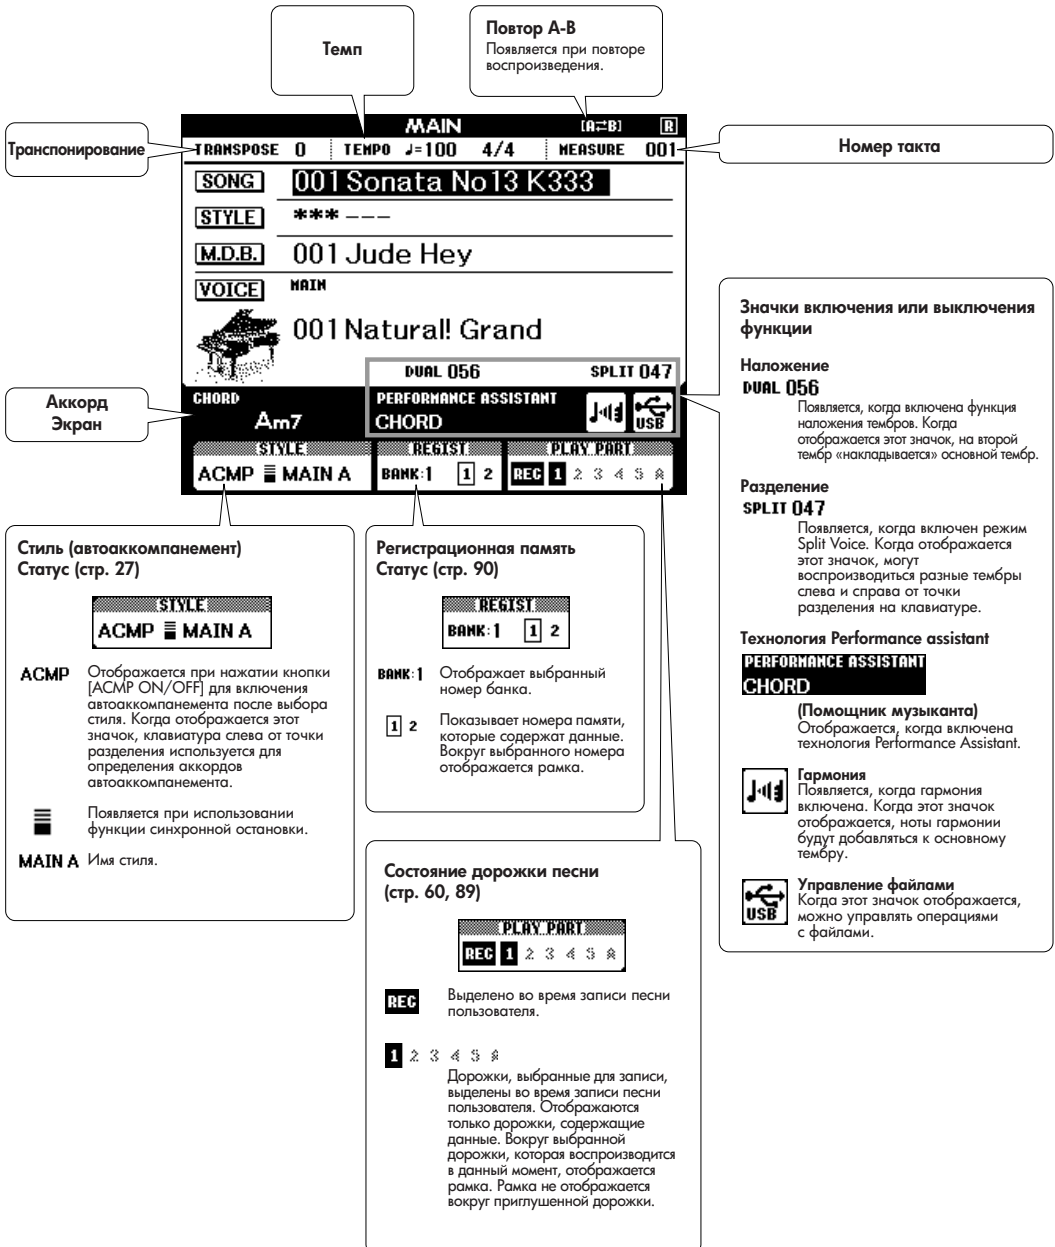 Темп
Повтор A-B
Появляется при повторе
воспроизведения.
Транспонирование
Номер такта
MAIN
[A⇄B]
R
TRANSPOSE 0
TEMPO ♩=100 4/4
MEASURE 001
SONG
001 Sonata No13 K333
STYLE
*** ---
M.D.B.
001 Jude Hey
VOICE
MAIN
001 Natural! Grand
DUAL 056
SPLIT 047
Аккорд
Экран
CHORD
Am7
PERFORMANCE ASSISTANT
CHORD
USB
STYLE
ACMP MAIN A
REGIST
BANK:1 1 2
PLAY PART
REC 1 2 3 4 5 A
Значки включения или выключения
функции
Наложение
DUAL 056
Появляется, когда включена функция
наложения тембров. Когда
отображается этот значок, на второй
тембр «накладывается» основной тембр.
Разделение
SPLIT 047
Появляется, когда включен режим
Split Voice. Когда отображается
этот значок, могут
воспроизводиться разные тембры
слева и справа от точки
разделения на клавиатуре.
Технология Performance assistant
PERFORMANCE ASSISTANT
CHORD
(Помощник музыканта)
Отображается, когда включена
технология Performance Assistant.
Гармония
Появляется, когда гармония
включена. Когда этот значок
отображается, ноты гармонии
будут добавляться к основному
тембру.
USB
Управление файлами
Когда этот значок отображается,
можно управлять операциями
с файлами.
Стиль (автоаккомпанемент)
Статус (стр. 27)
STYLE
ACMP MAIN A
ACMP
Отображается при нажатии кнопки
[ACMP ON/OFF] для включения
автоаккомпанемента после выбора
стиля. Когда отображается этот
значок, клавиатура слева от точки
разделения используется для
определения аккордов
автоаккомпанемента.
Появляется при использовании
функции синхронной остановки.
MAIN A Имя стиля.
Регистрационная память
Статус (стр. 90)
REGIST
BANK:1 1 2
BANK:1
Отображает выбранный
номер банка.
1 2
Показывает номера памяти,
которые содержат данные.
Вокруг выбранного номера
отображается рамка.
Состояние дорожки песни
(стр. 60, 89)
PLAY PART
REC 1 2 3 4 5 A
REC
Выделено во время записи песни
пользователя.
1 2 3 4 5 A
Дорожки, выбранные для записи,
выделены во время записи песни
пользователя. Отображаются
только дорожки, содержащие
данные. Вокруг выбранной
дорожки, которая воспроизводится
в данный момент, отображается
рамка. Рамка не отображается
вокруг приглушенной дорожки.